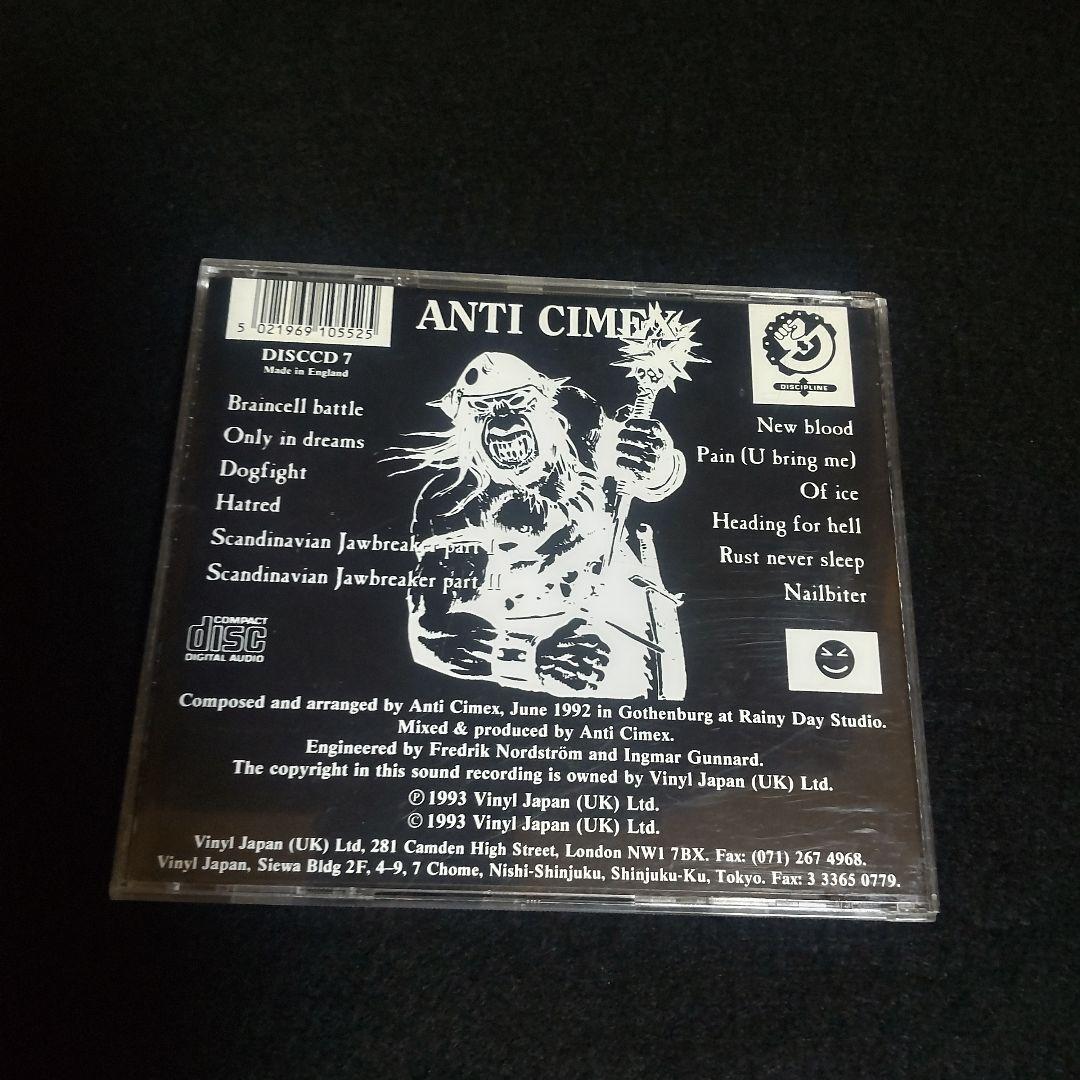 5 021969 105525
DISCCD 7
Made in England
ANTI CIMEX
DISCIPLINE
Braincell battle
Only in dreams
Dogfight
Hatred
Scandinavian Jawbreaker part I
Scandinavian Jawbreaker part II
New blood
Pain (U bring me)
Of ice
Heading for hell
Rust never sleep
Nailbiter
COMPACT
disc
DIGITAL AUDIO
Composed and arranged by Anti Cimex, June 1992 in Gothenburg at Rainy Day Studio.
Mixed & produced by Anti Cimex.
Engineered by Fredrik Nordström and Ingmar Gunnard.
The copyright in this sound recording is owned by Vinyl Japan (UK) Ltd.
℗ 1993 Vinyl Japan (UK) Ltd.
© 1993 Vinyl Japan (UK) Ltd.
Vinyl Japan (UK) Ltd, 281 Camden High Street, London NW1 7BX. Fax: (071) 267 4968.
Vinyl Japan, Siewa Bldg 2F, 4–9, 7 Chome, Nishi-Shinjuku, Shinjuku-Ku, Tokyo. Fax: 3 3365 0779.